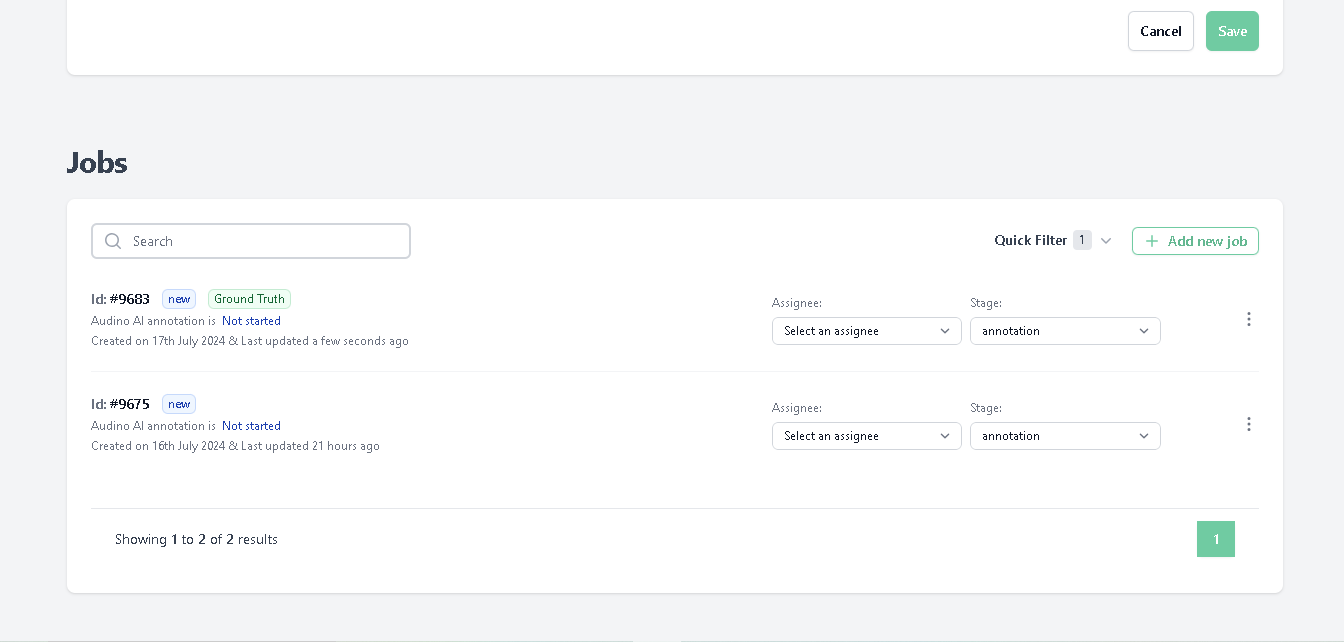 Cancel Save
Jobs
Search Quick Filter 1 Add new job
Id: #9683 new Ground Truth
Audino AI annotation is Not started
Created on 17th July 2024 & Last updated a few seconds ago
Assignee: Stage:
Select an assignee annotation
Id: #9675 new
Audino AI annotation is Not started
Created on 16th July 2024 & Last updated 21 hours ago
Assignee: Stage:
Select an assignee annotation
Showing 1 to 2 of 2 results 1